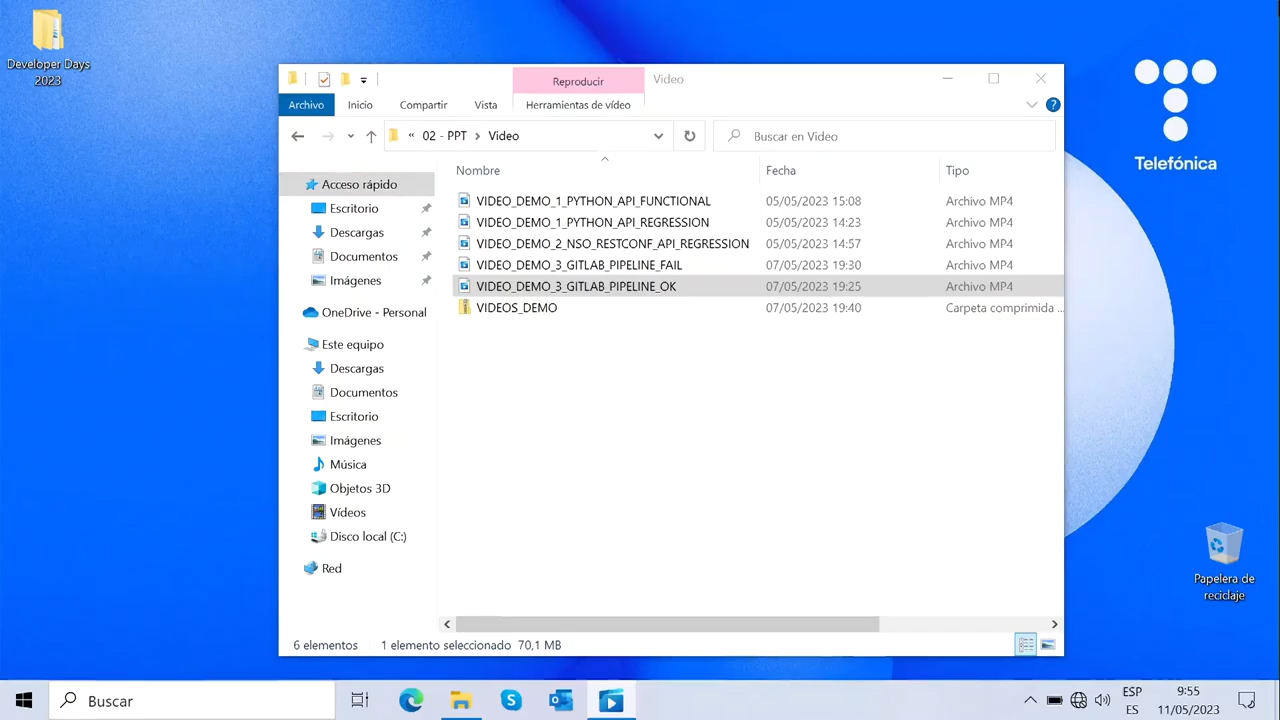 Developer Days
2023
Telefónica
Reproducir
Video
Archivo
Inicio
Compartir
Vista
Herramientas de vídeo
« 02 - PPT > Video
Buscar en Video
Nombre
Fecha
Tipo
Acceso rápido
Escritorio
Descargas
Documentos
Imágenes
OneDrive - Personal
Este equipo
Descargas
Documentos
Escritorio
Imágenes
Música
Objetos 3D
Vídeos
Disco local (C:)
Red
VIDEO_DEMO_1_PYTHON_API_FUNCTIONAL 05/05/2023 15:08 Archivo MP4
VIDEO_DEMO_1_PYTHON_API_REGRESSION 05/05/2023 14:23 Archivo MP4
VIDEO_DEMO_2_NSO_RESTCONF_API_REGRESSION 05/05/2023 14:57 Archivo MP4
VIDEO_DEMO_3_GITLAB_PIPELINE_FAIL 07/05/2023 19:30 Archivo MP4
VIDEO_DEMO_3_GITLAB_PIPELINE_OK 07/05/2023 19:25 Archivo MP4
VIDEOS_DEMO 07/05/2023 19:40 Carpeta comprimida ...
6 elementos
1 elemento seleccionado 70,1 MB
Papelera de
reciclaje
Buscar
ESP
ES
9:55
11/05/2023